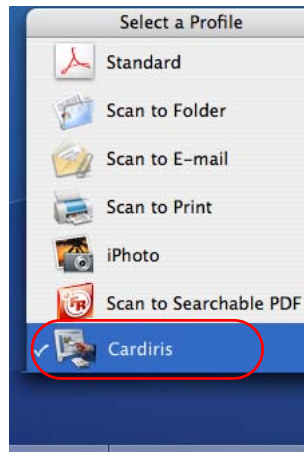 Select a Profile
Standard
Scan to Folder
Scan to E-mail
Scan to Print
iPhoto
Scan to Searchable PDF
Cardiris